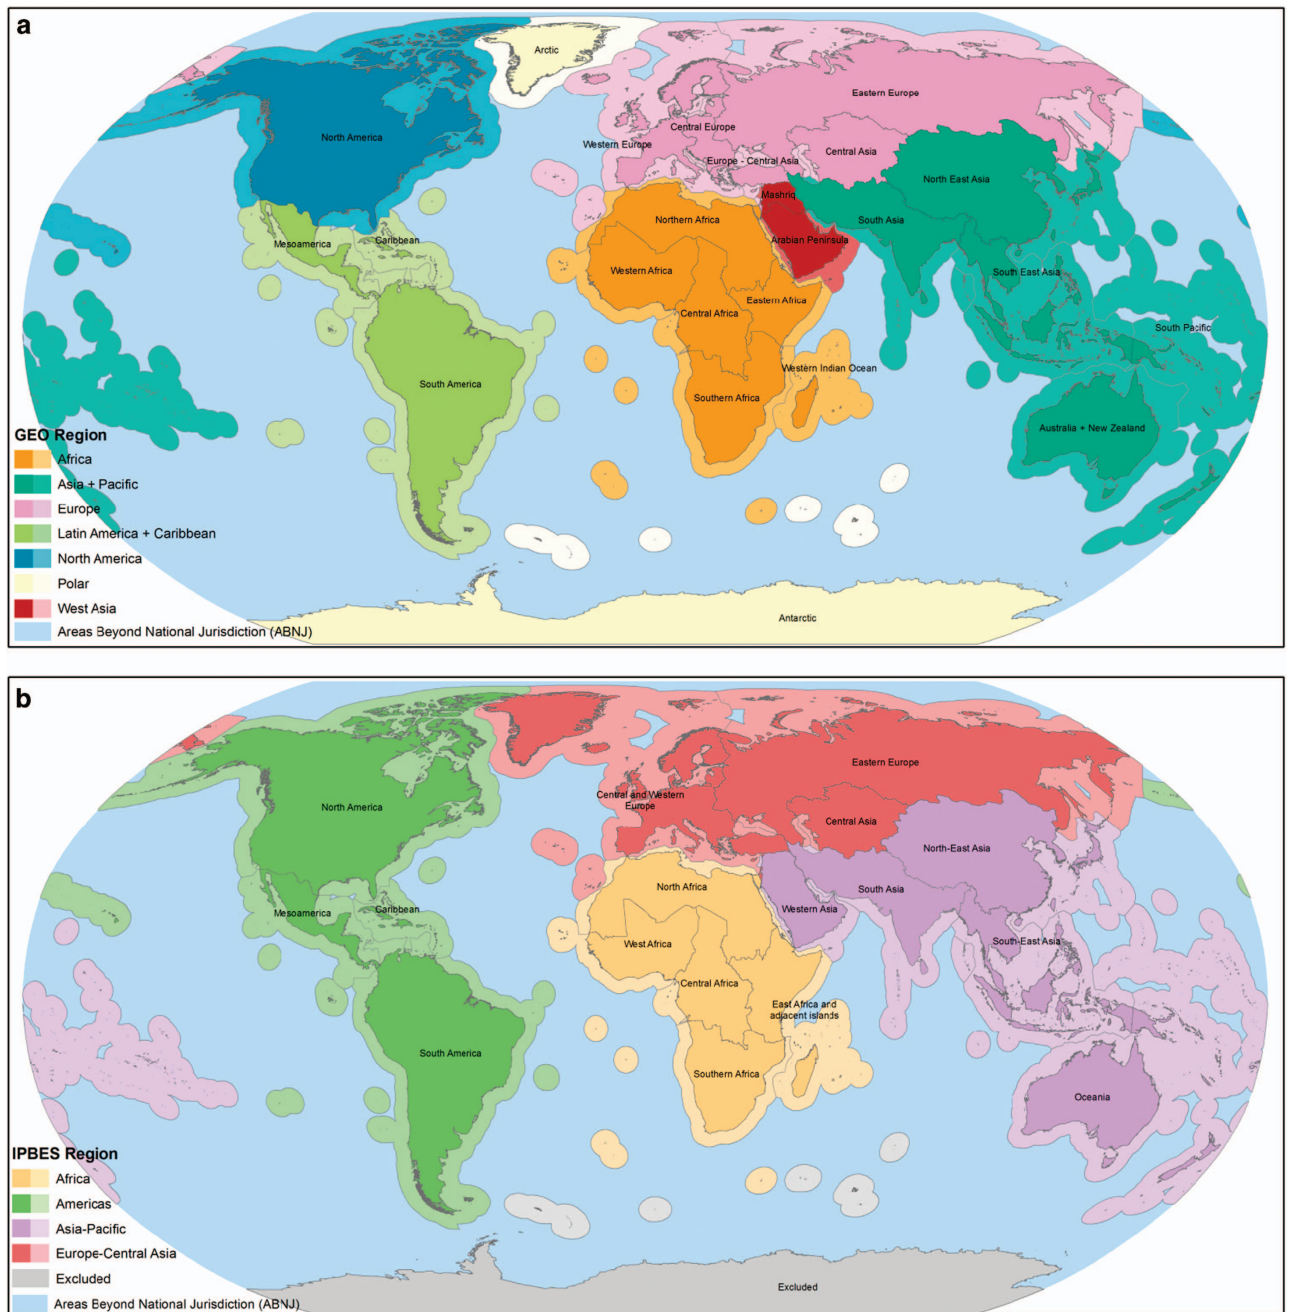 a
Arctic
Eastern Europe
North America
Central Europe
Western Europe
Central Asia
Europe - Central Asia
North East Asia
Mashriq
Northern Africa
South Asia
Mesoamerica
Caribbean
Arabian Peninsula
Western Africa
South East Asia
Eastern Africa
Central Africa
South Pacific
Western Indian Ocean
South America
Southern Africa
Australia + New Zealand
GEO Region
Africa
Asia + Pacific
Europe
Latin America + Caribbean
North America
Polar
West Asia
Areas Beyond National Jurisdiction (ABNJ)
Antarctic
b
Eastern Europe
Central and Western
Europe
North America
Central Asia
North-East Asia
North Africa
South Asia
Mesoamerica
Caribbean
Western Asia
West Africa
South-East Asia
Central Africa
East Africa and
adjacent islands
South America
Southern Africa
Oceania
IPBES Region
Africa
Americas
Asia-Pacific
Europe-Central Asia
Excluded
Areas Beyond National Jurisdiction (ABNJ)
Excluded